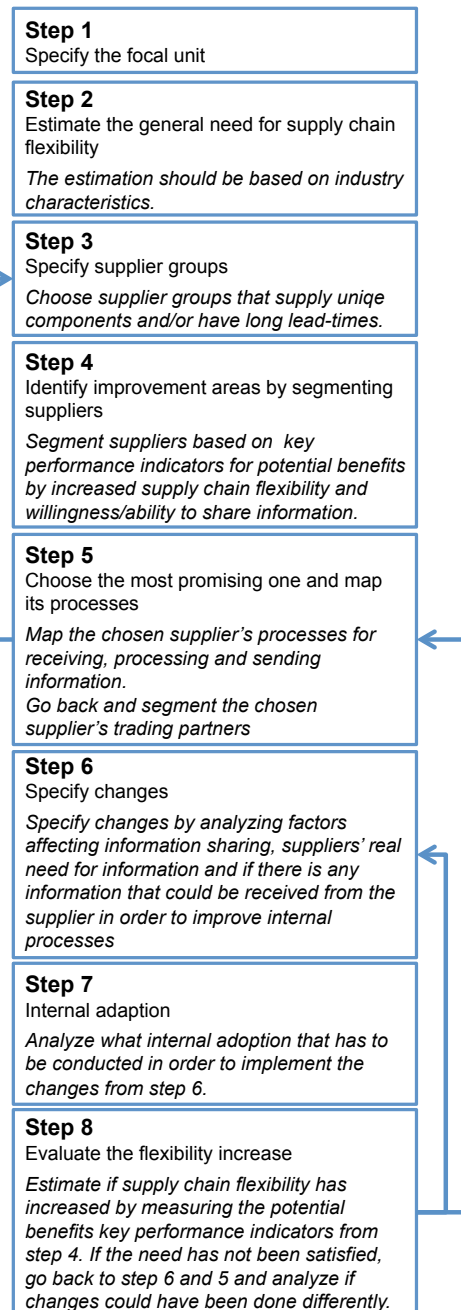 Step 1
Specify the focal unit
Step 2
Estimate the general need for supply chain
flexibility
The estimation should be based on industry
characteristics.
Step 3
Specify supplier groups
Choose supplier groups that supply uniqe
components and/or have long lead-times.
Step 4
Identify improvement areas by segmenting
suppliers
Segment suppliers based on  key
performance indicators for potential benefits
by increased supply chain flexibility and
willingness/ability to share information.
Step 5
Choose the most promising one and map
its processes
Map the chosen supplier's processes for
receiving, processing and sending
information.
Go back and segment the chosen
supplier's trading partners
Step 6
Specify changes
Specify changes by analyzing factors
affecting information sharing, suppliers' real
need for information and if there is any
information that could be received from the
supplier in order to improve internal
processes
Step 7
Internal adaption
Analyze what internal adoption that has to
be conducted in order to implement the
changes from step 6.
Step 8
Evaluate the flexibility increase
Estimate if supply chain flexibility has
increased by measuring the potential
benefits key performance indicators from
step 4. If the need has not been satisfied,
go back to step 6 and 5 and analyze if
changes could have been done differently.